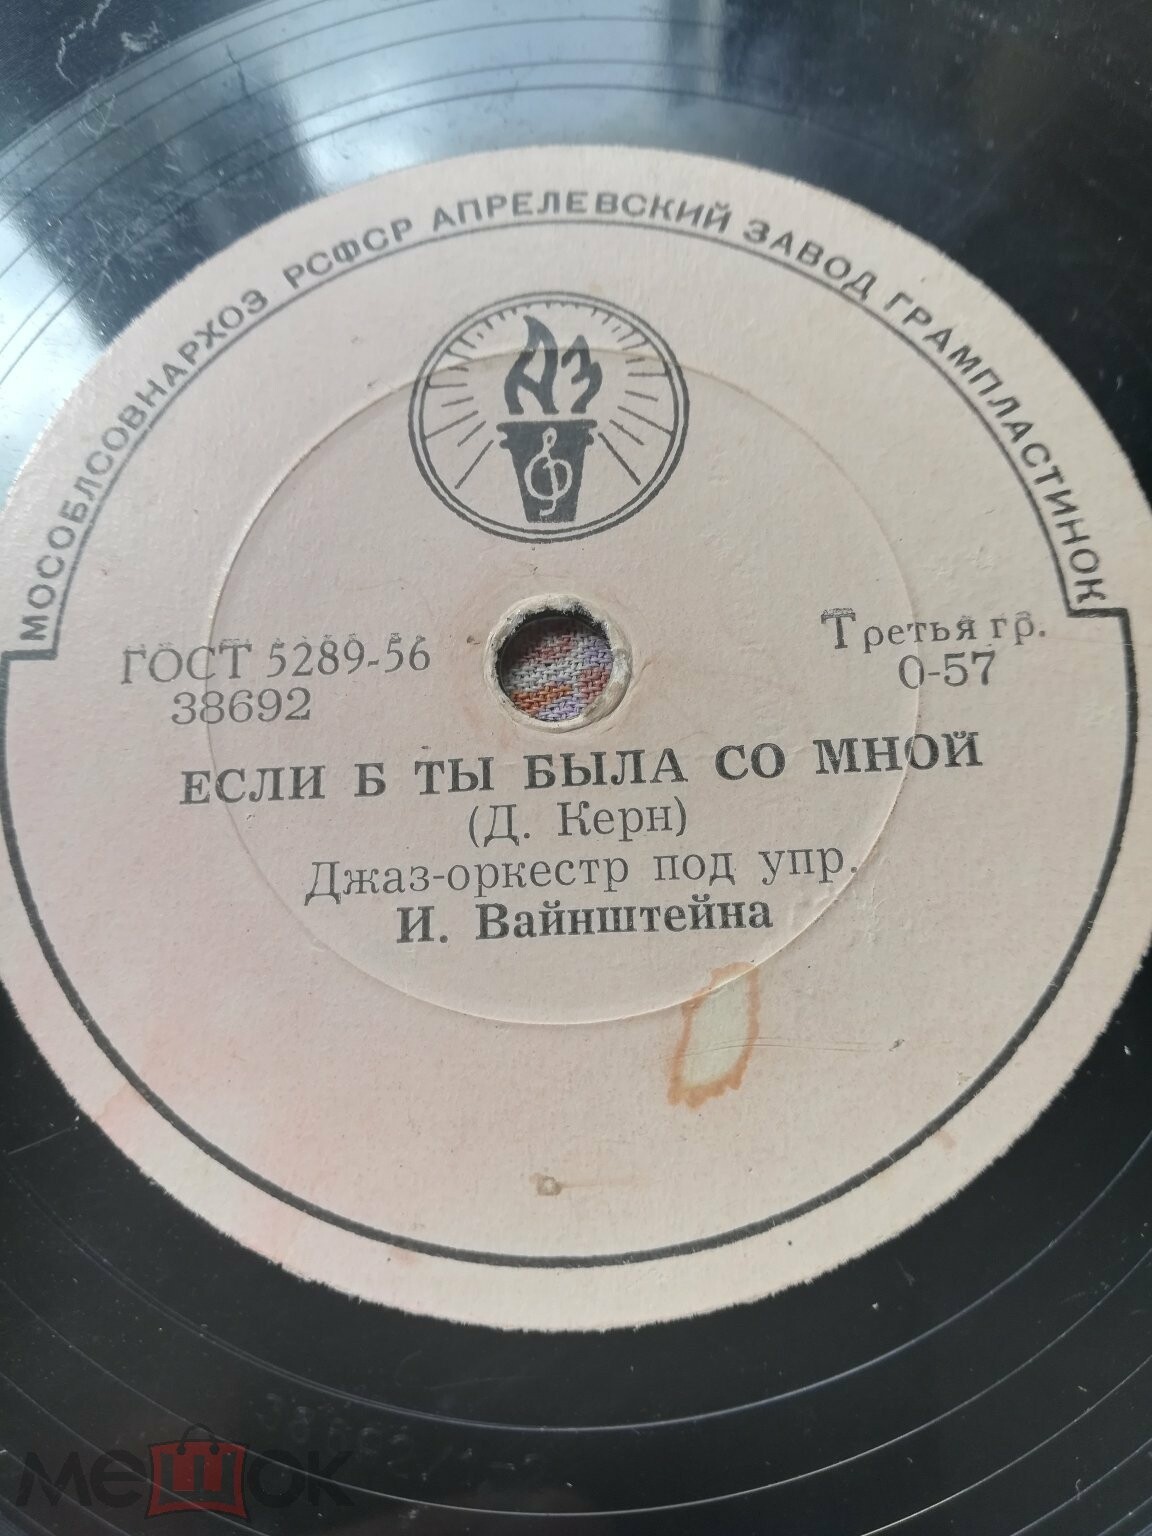 МОСОБЛСОВНАРХОЗ РСФСР АПРЕЛЕВСКИЙ ЗАВОД ГРАМПЛАСТИНОК
АЗ
ГОСТ 5289-56
38692
Третья гр.
0-57
ЕСЛИ Б ТЫ БЫЛА СО МНОЙ
(Д. Керн)
Джаз-оркестр под упр.
И. Вайнштейна
мешок